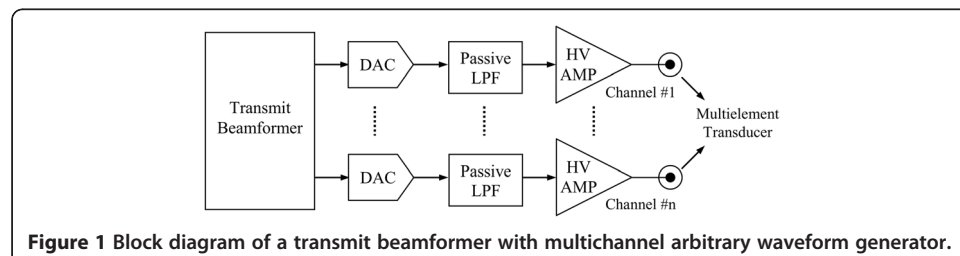 Transmit
Beamformer
DAC
Passive
LPF
HV
AMP
Channel #1
Multielement
Transducer
DAC
Passive
LPF
HV
AMP
Channel #n
Figure 1 Block diagram of a transmit beamformer with multichannel arbitrary waveform generator.